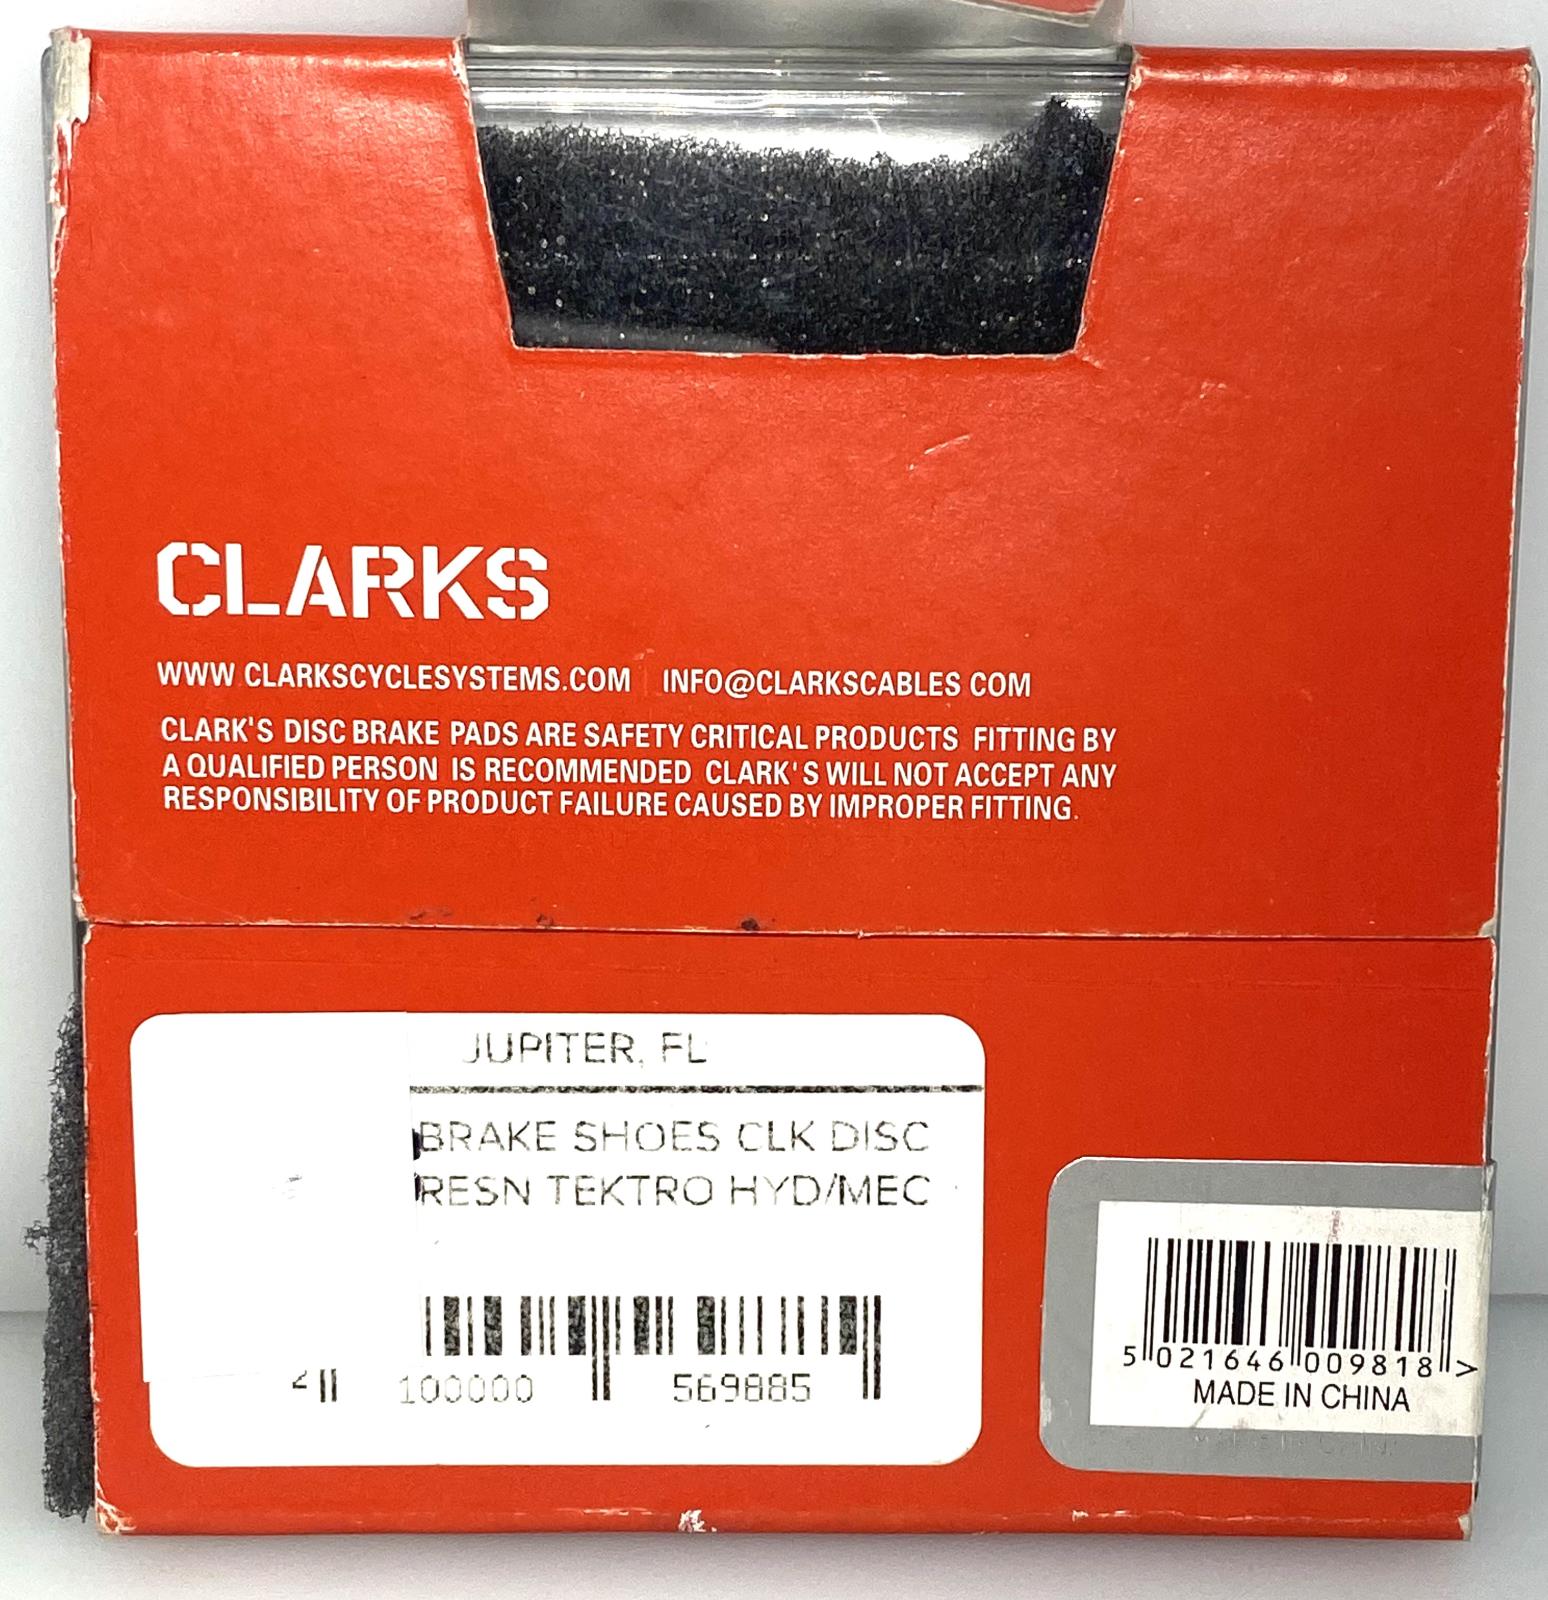 CLARKS
WWW CLARKSCYCLESYSTEMS.COM INFO@CLARKSCABLES COM
CLARK'S DISC BRAKE PADS ARE SAFETY CRITICAL PRODUCTS FITTING BY
A QUALIFIED PERSON IS RECOMMENDED CLARK'S WILL NOT ACCEPT ANY
RESPONSIBILITY OF PRODUCT FAILURE CAUSED BY IMPROPER FITTING.
JUPITER, FL
BRAKE SHOES CLK DISC
RESN TEKTRO HYD/MEC
2 100000 569885
5 021646 009818 >
MADE IN CHINA